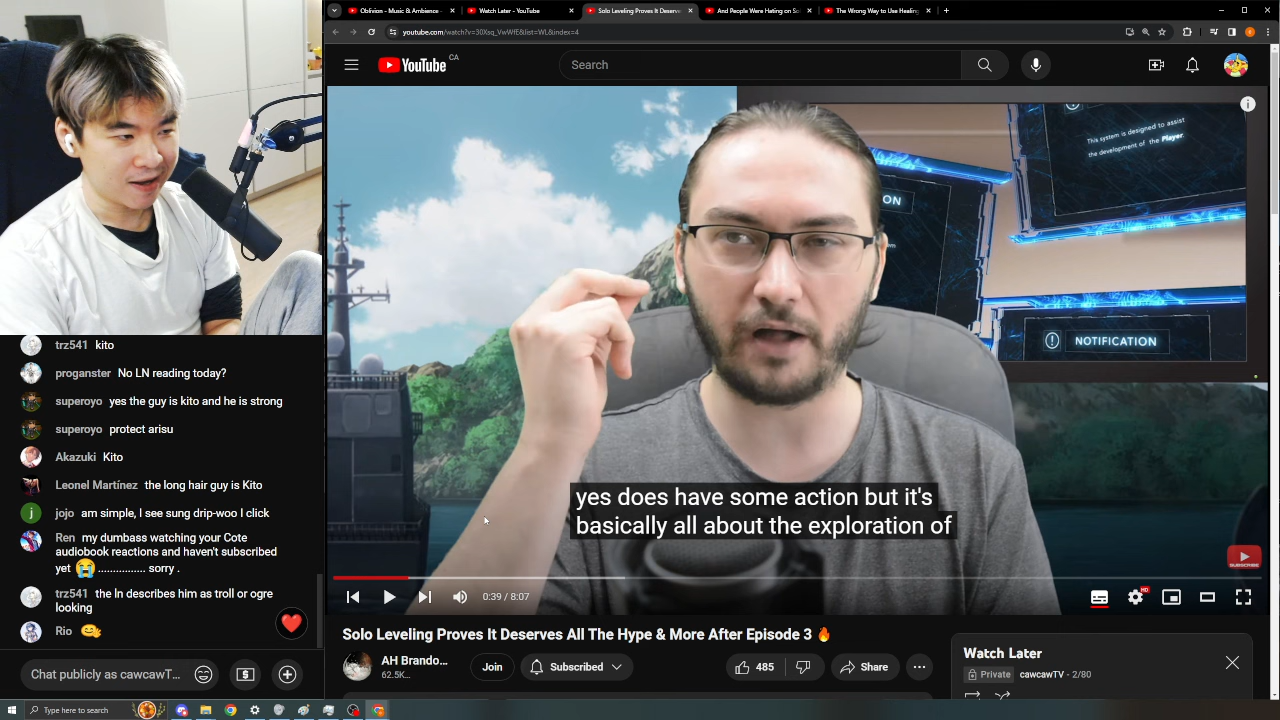 Oblivion - Music & Ambience -
Watch Later - YouTube
Solo Leveling Proves It Deserve
And People Were Hating on So
The Wrong Way to Use Healing
youtube.com/watch?v=30Xsq_VwWfE&list=WL&index=4
YouTube CA
Search
This system is designed to assist
the development of the Player.
ON
NOTIFICATION
yes does have some action but it's
basically all about the exploration of
SUBSCRIBE
0:39 / 8:07
HD
Solo Leveling Proves It Deserves All The Hype & More After Episode 3 🔥
AH Brando...
62.5K...
Join
Subscribed
485
Share
Watch Later
Private cawcawTV - 2/80
trz541 kito
proganster No LN reading today?
superoyo yes the guy is kito and he is strong
superoyo protect arisu
Akazuki Kito
Leonel Martínez the long hair guy is Kito
j
jojo am simple, I see sung drip-woo I click
Ren my dumbass watching your Cote
audiobook reactions and haven't subscribed
yet 😭 ................ sorry .
trz541 the ln describes him as troll or ogre
looking
Rio
Chat publicly as cawcawT...
Type here to search